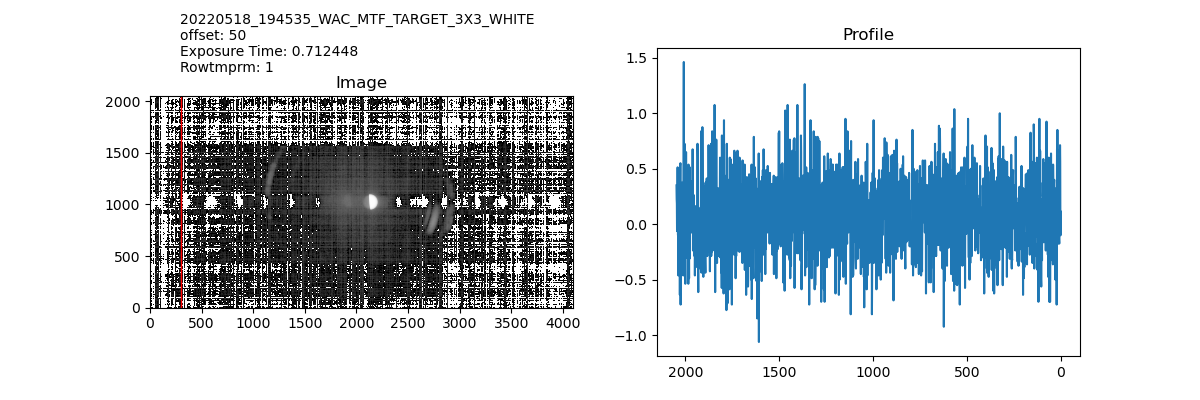 20220518_194535_WAC_MTF_TARGET_3X3_WHITE
offset: 50
Exposure Time: 0.712448
Rowtmprm: 1
Image
2000
1500
1000
500
0
0 500 1000 1500 2000 2500 3000 3500 4000
Profile
1.5
1.0
0.5
0.0
−0.5
−1.0
2000 1500 1000 500 0